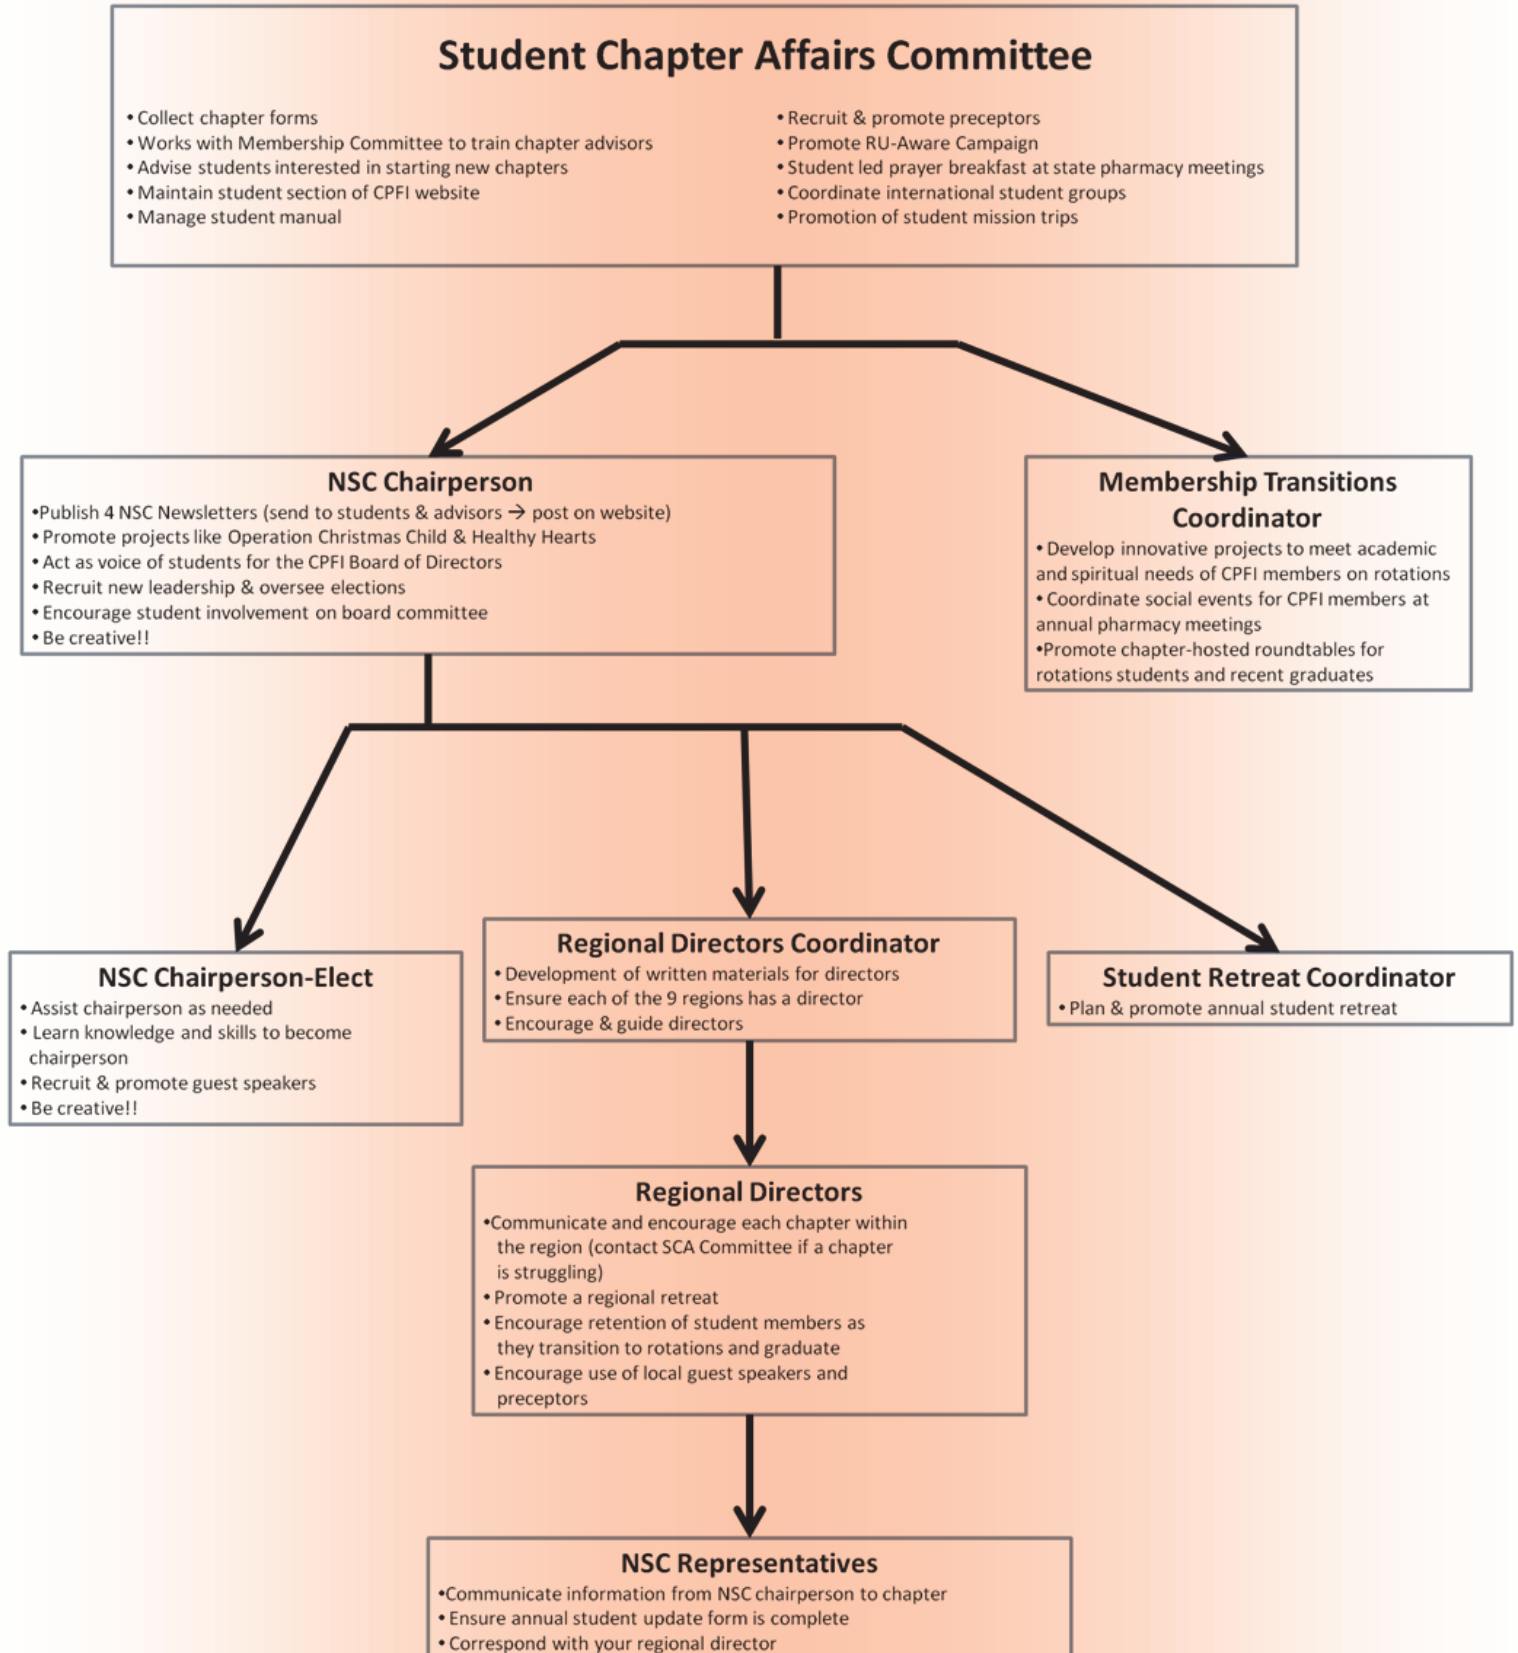 Student Chapter Affairs Committee
• Collect chapter forms
• Works with Membership Committee to train chapter advisors
• Advise students interested in starting new chapters
• Maintain student section of CPFI website
• Manage student manual
• Recruit & promote preceptors
• Promote RU-Aware Campaign
• Student led prayer breakfast at state pharmacy meetings
• Coordinate international student groups
• Promotion of student mission trips
NSC Chairperson
•Publish 4 NSC Newsletters (send to students & advisors → post on website)
• Promote projects like Operation Christmas Child & Healthy Hearts
• Act as voice of students for the CPFI Board of Directors
• Recruit new leadership & oversee elections
• Encourage student involvement on board committee
• Be creative!!
Membership Transitions
Coordinator
• Develop innovative projects to meet academic
and spiritual needs of CPFI members on rotations
• Coordinate social events for CPFI members at
annual pharmacy meetings
•Promote chapter-hosted roundtables for
rotations students and recent graduates
NSC Chairperson-Elect
• Assist chairperson as needed
• Learn knowledge and skills to become
chairperson
• Recruit & promote guest speakers
• Be creative!!
Regional Directors Coordinator
• Development of written materials for directors
• Ensure each of the 9 regions has a director
• Encourage & guide directors
Student Retreat Coordinator
• Plan & promote annual student retreat
Regional Directors
•Communicate and encourage each chapter within
the region (contact SCA Committee if a chapter
is struggling)
• Promote a regional retreat
• Encourage retention of student members as
they transition to rotations and graduate
• Encourage use of local guest speakers and
preceptors
NSC Representatives
•Communicate information from NSC chairperson to chapter
• Ensure annual student update form is complete
• Correspond with your regional director